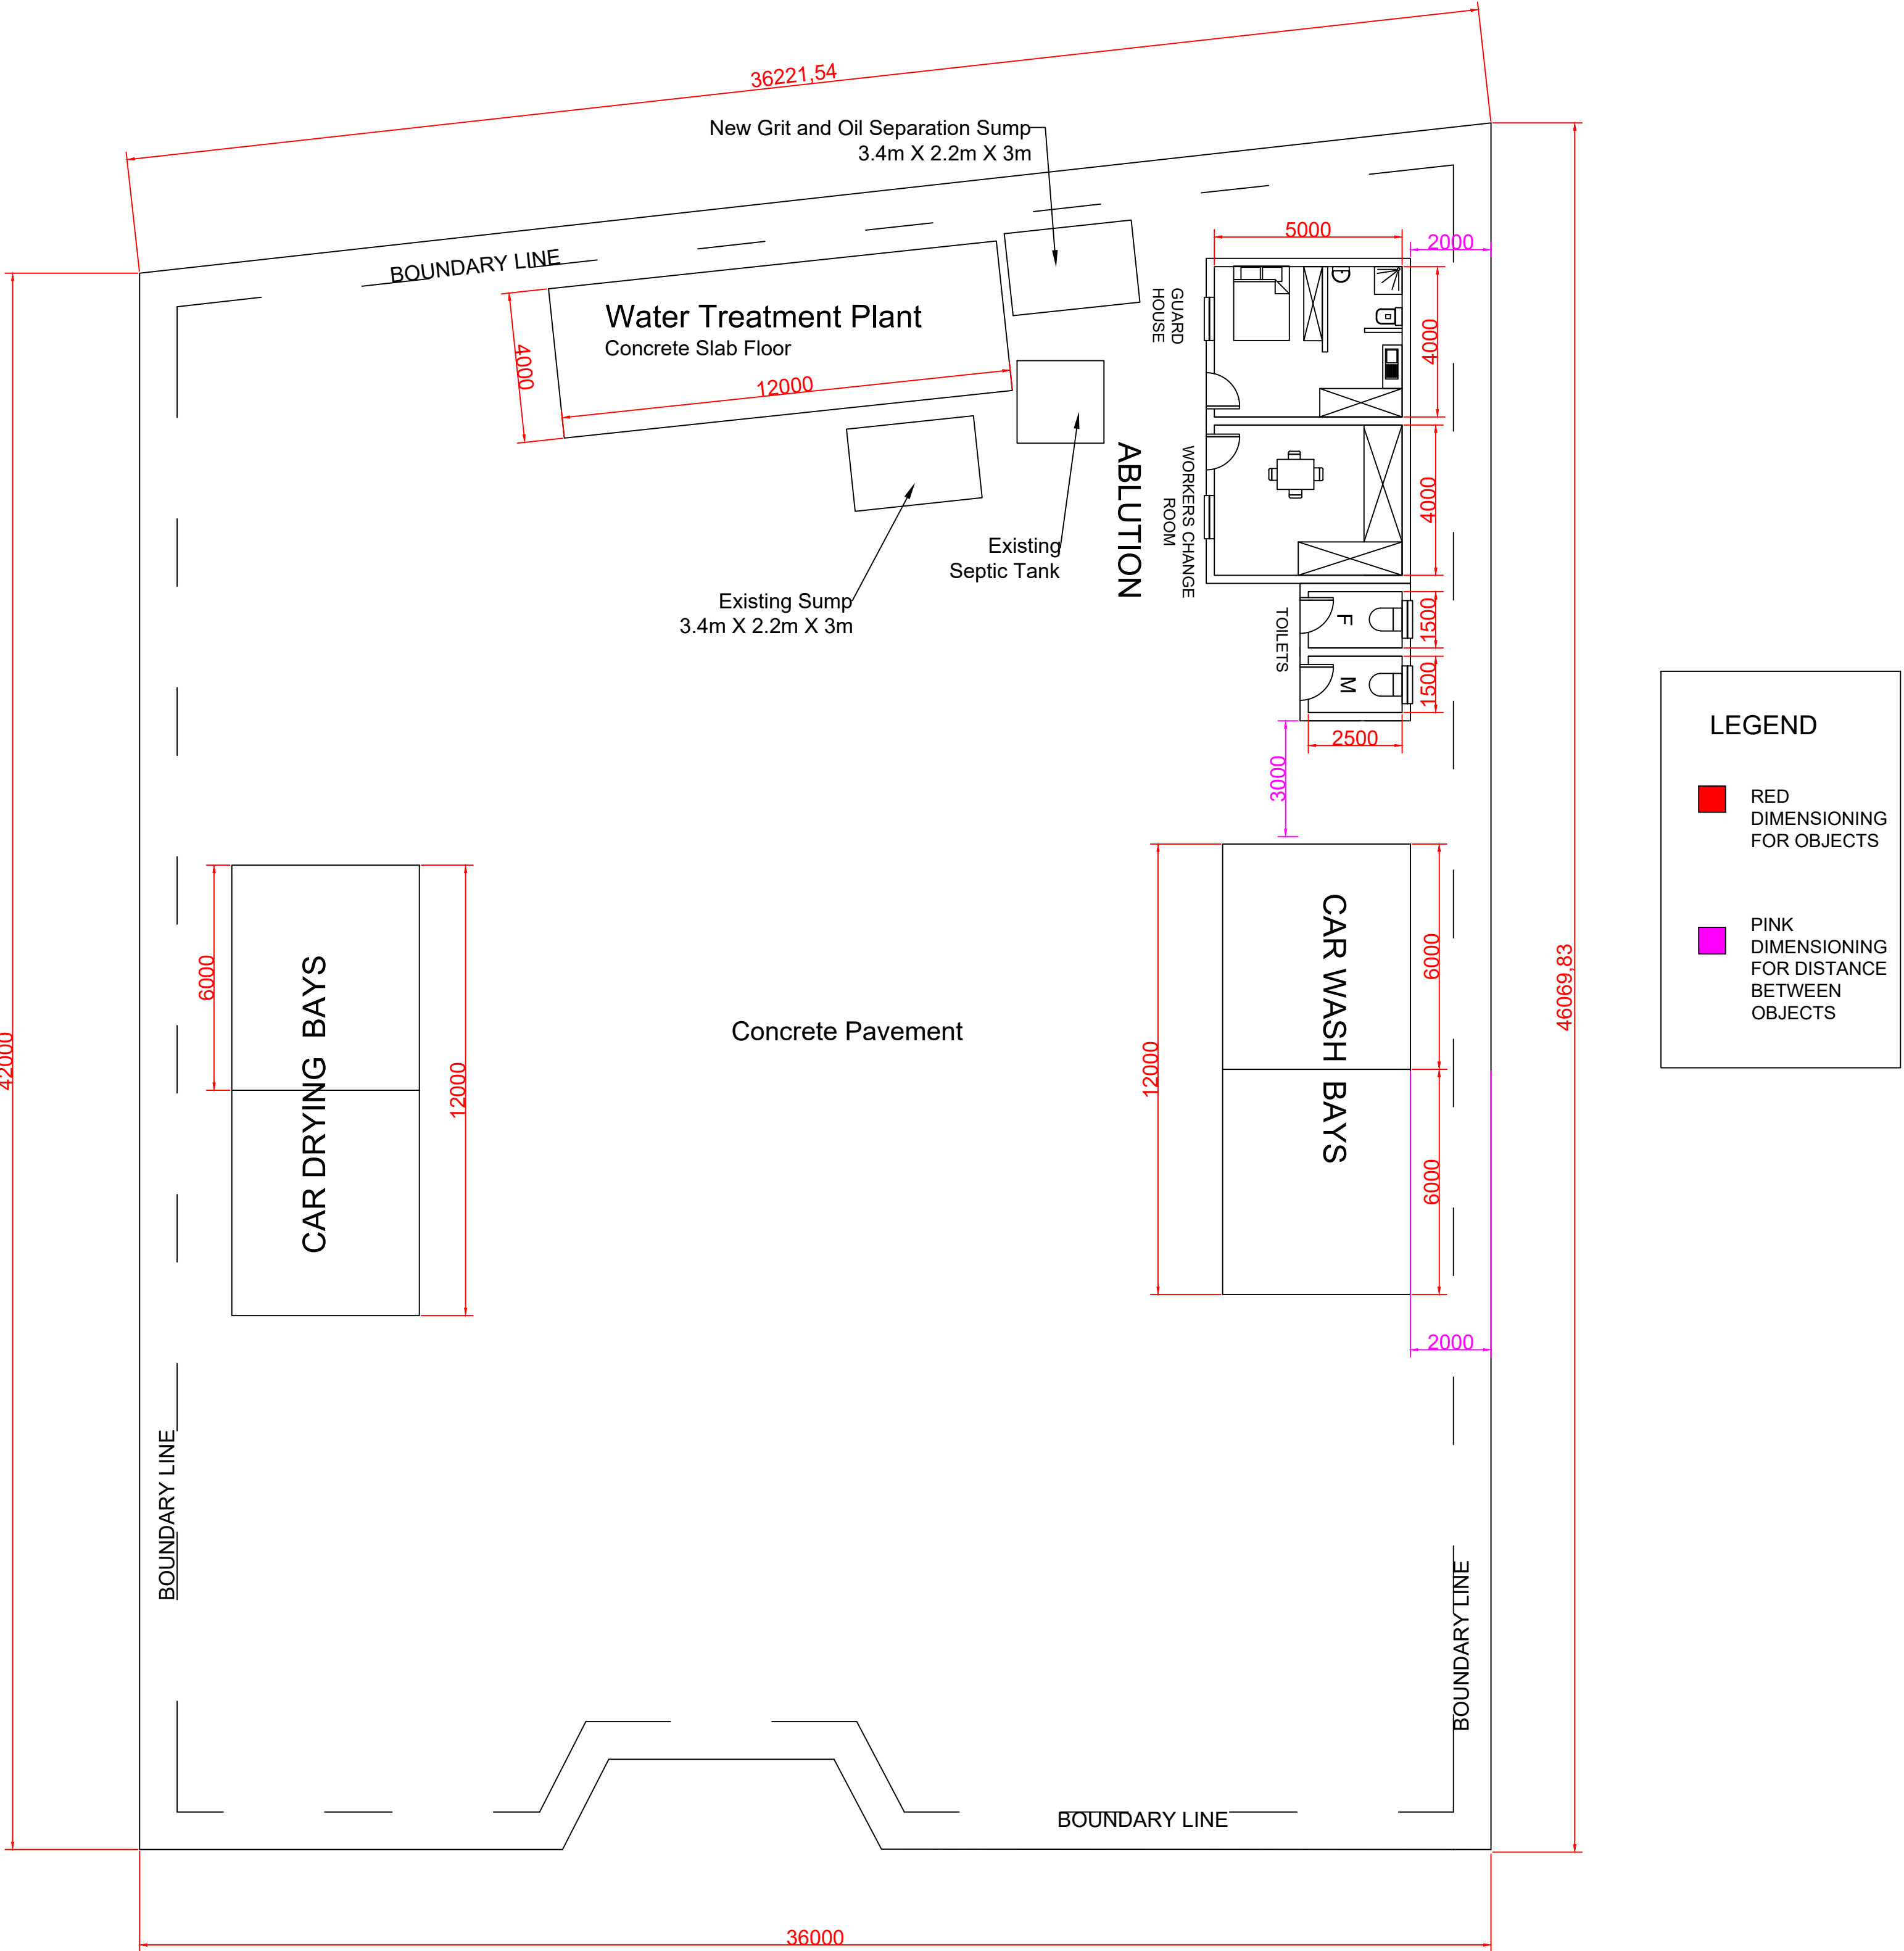 36221,54
New Grit and Oil Separation Sump
3.4m X 2.2m X 3m
BOUNDARY LINE
5000
2000
Water Treatment Plant
Concrete Slab Floor
4000
12000
GUARD
HOUSE
4000
ABLUTION
WORKERS CHANGE
ROOM
4000
Existing
Septic Tank
Existing Sump
3.4m X 2.2m X 3m
TOILETS
F
1500
M
1500
2500
3000
LEGEND
RED
DIMENSIONING
FOR OBJECTS
PINK
DIMENSIONING
FOR DISTANCE
BETWEEN
OBJECTS
6000
CAR DRYING BAYS
12000
Concrete Pavement
12000
CAR WASH BAYS
6000
6000
46069,83
42000
2000
BOUNDARY LINE
BOUNDARY LINE
BOUNDARY LINE
36000